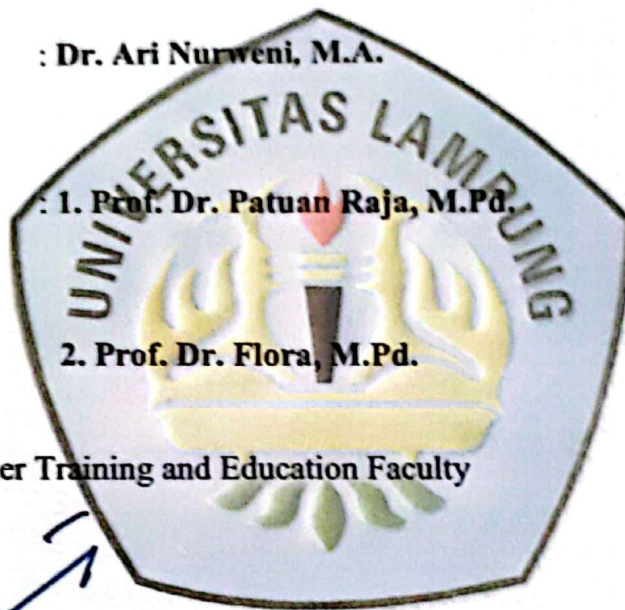 : Dr. Ari Nurweni, M.A.
UNIVERSITAS LAMPUNG
: 1. Prof. Dr. Patuan Raja, M.Pd.
2. Prof. Dr. Flora, M.Pd.
er Training and Education Faculty